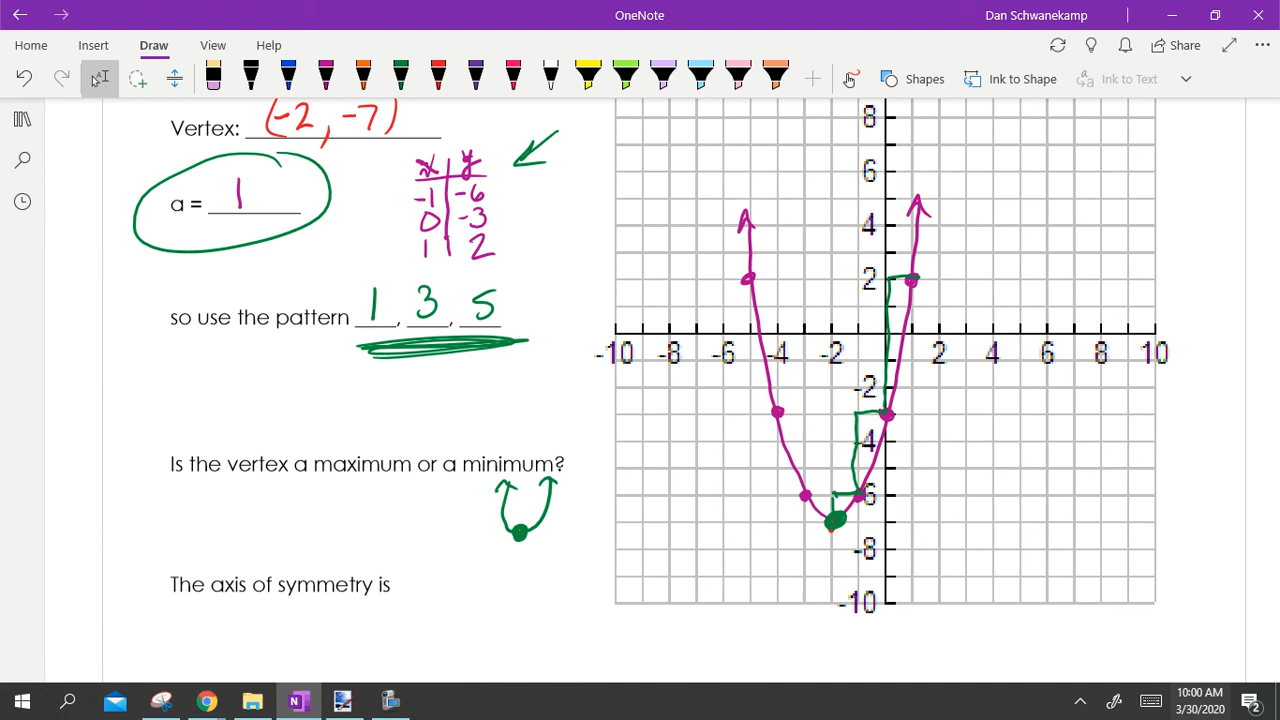 OneNote
Dan Schwanekamp
Home Insert Draw View Help
Share
Shapes Ink to Shape Ink to Text
Vertex: (-2, -7)
a = 1
x y
-1 -6
0 -3
1 2
so use the pattern 1, 3, 5
Is the vertex a maximum or a minimum?
The axis of symmetry is
8
6
4
2
-10 -8 -6 -4 -2 2 4 6 8 10
-2
-4
-6
-8
-10
10:00 AM
3/30/2020
2